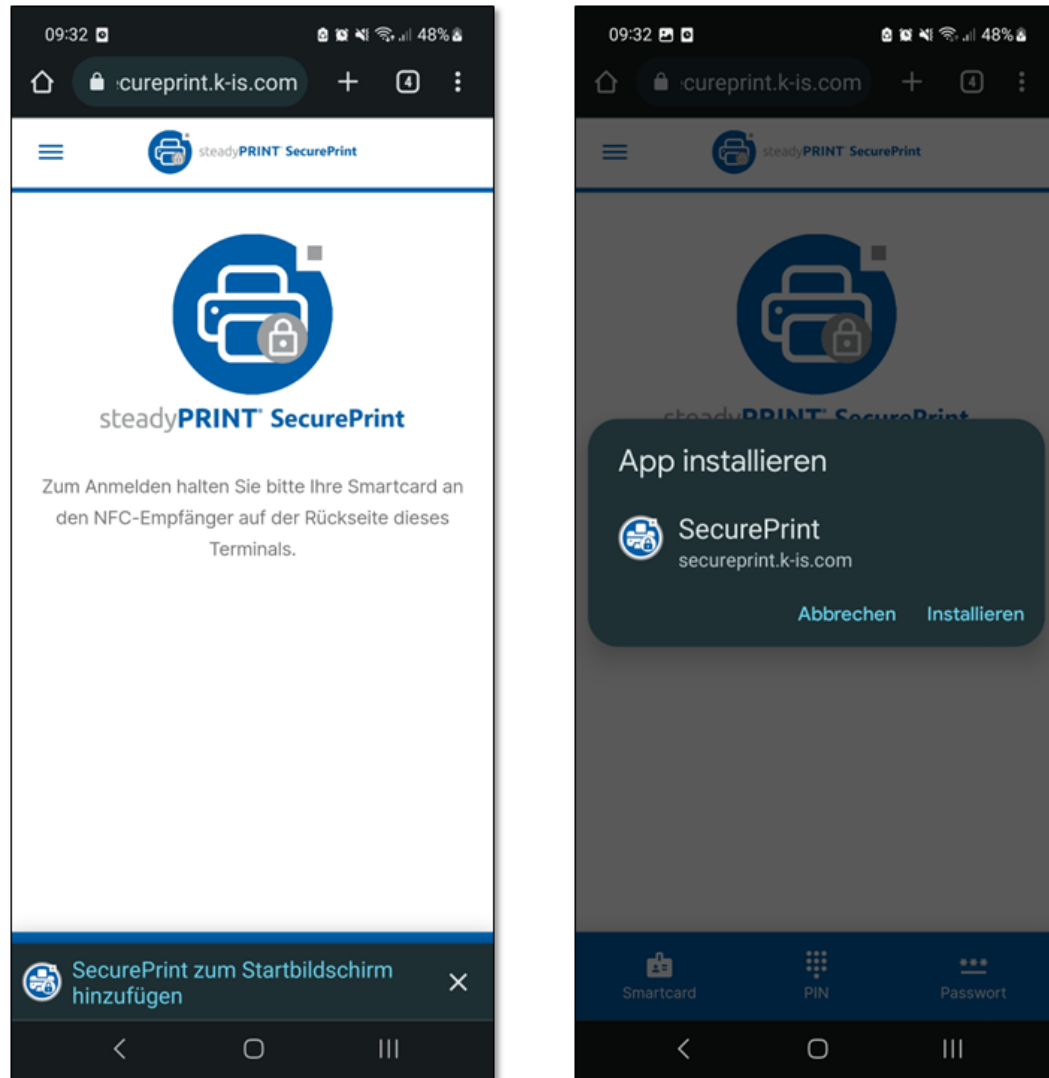 09:32
48%
:cureprint.k-is.com
4
steadyPRINT® SecurePrint
steadyPRINT® SecurePrint
Zum Anmelden halten Sie bitte Ihre Smartcard an
den NFC-Empfänger auf der Rückseite dieses
Terminals.
SecurePrint zum Startbildschirm
hinzufügen
09:32
48%
:cureprint.k-is.com
4
steadyPRINT® SecurePrint
steadyPRINT® SecurePrint
App installieren
SecurePrint
secureprint.k-is.com
Abbrechen Installieren
Smartcard PIN Passwort